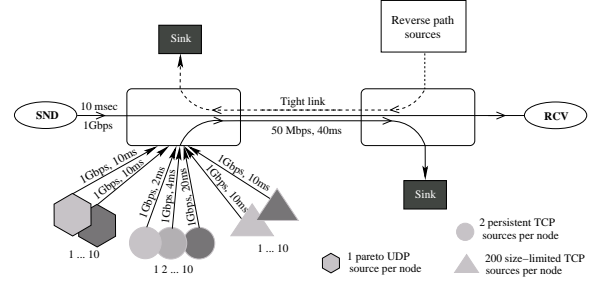 Reverse path
sources
Sink
SND
10 msec
1Gbps
Tight link
50 Mbps, 40ms
RCV
1Gbps, 10ms
1Gbps, 10ms
1Gbps, 2ms
1Gbps, 4ms
1Gbps, 20ms
1Gbps, 10ms
1Gbps, 10ms
Sink
1 ... 10
1 2 ... 10
1 ... 10
1 pareto UDP
source per node
2 persistent TCP
sources per node
200 size−limited TCP
sources per node